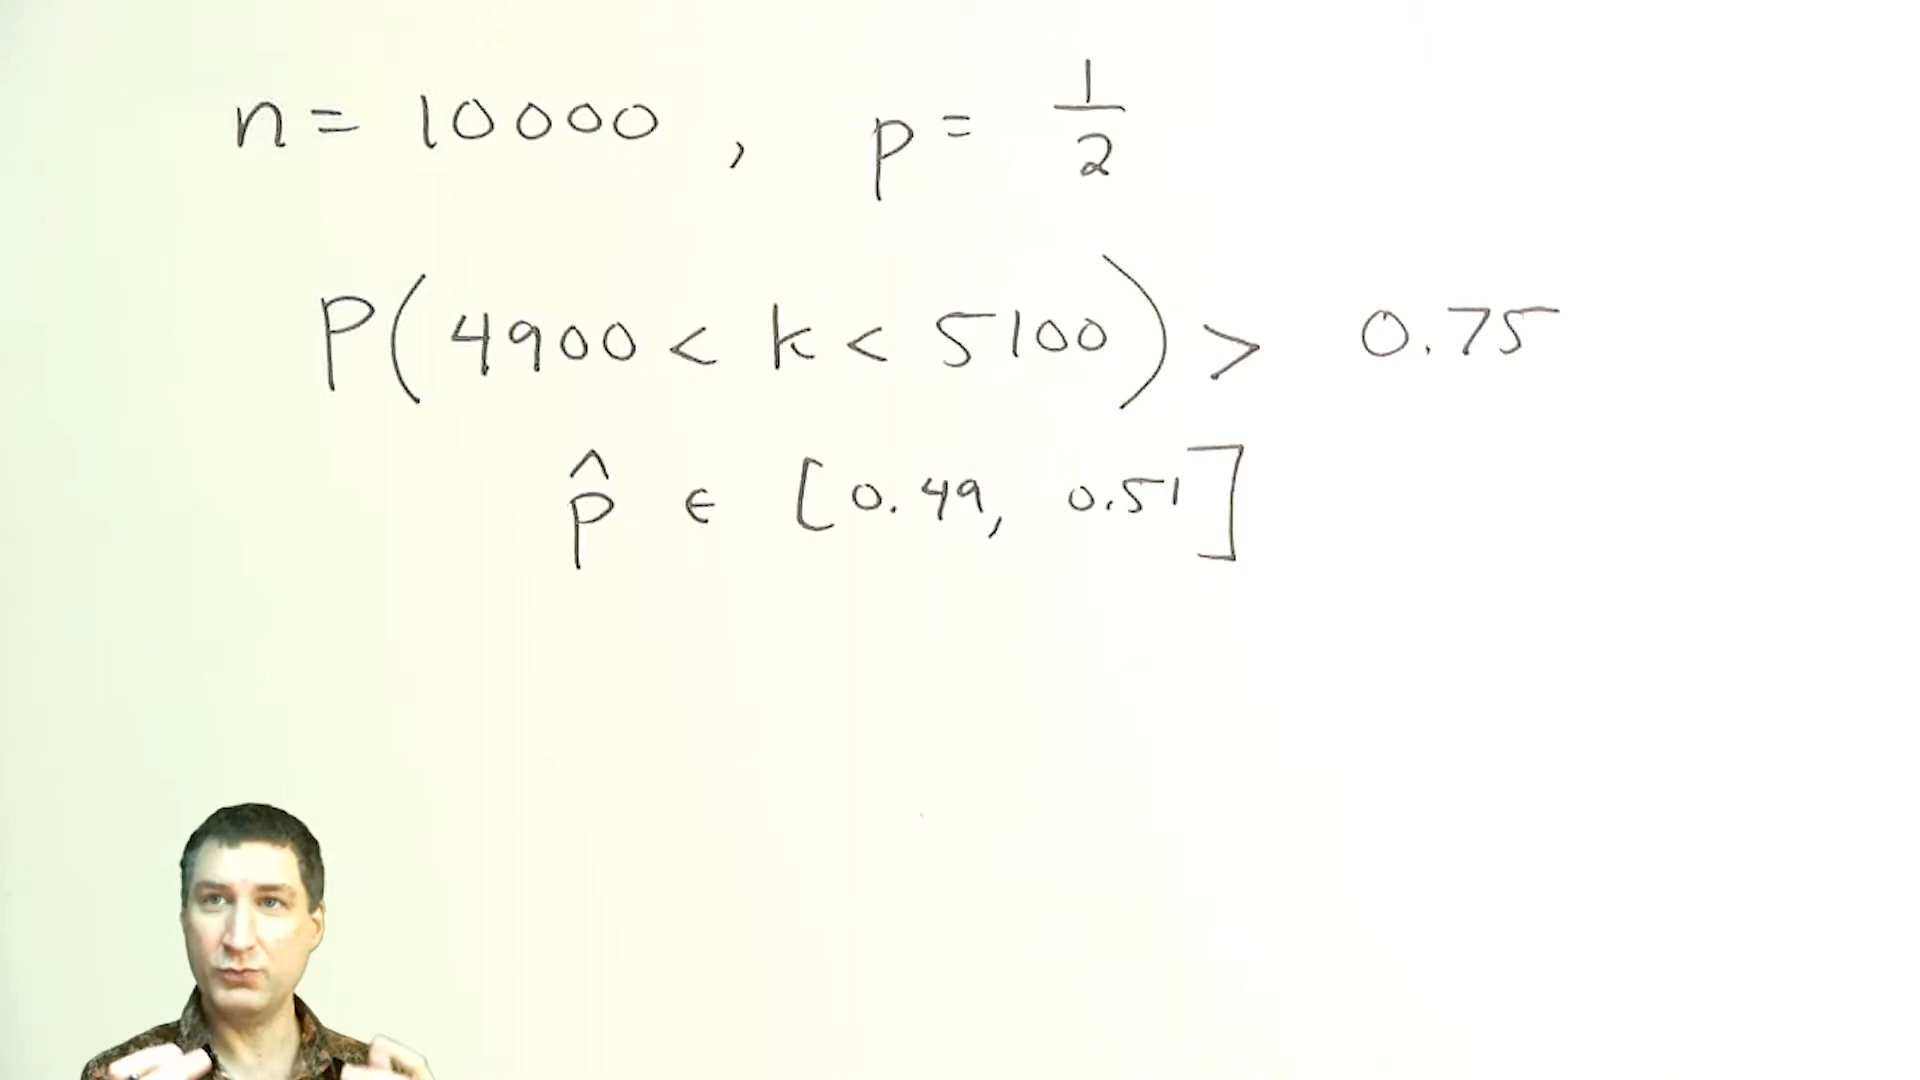 n = 10000 , p = 1/2
P(4900 < k < 5100) > 0.75
p̂ ∈ [0.49, 0.51]